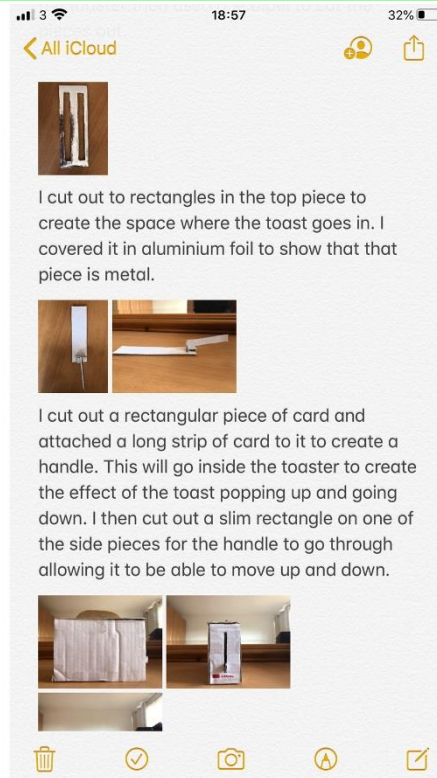 3
18:57
32%
All iCloud
I cut out to rectangles in the top piece to
create the space where the toast goes in. I
covered it in aluminium foil to show that that
piece is metal.
I cut out a rectangular piece of card and
attached a long strip of card to it to create a
handle. This will go inside the toaster to create
the effect of the toast popping up and going
down. I then cut out a slim rectangle on one of
the side pieces for the handle to go through
allowing it to be able to move up and down.